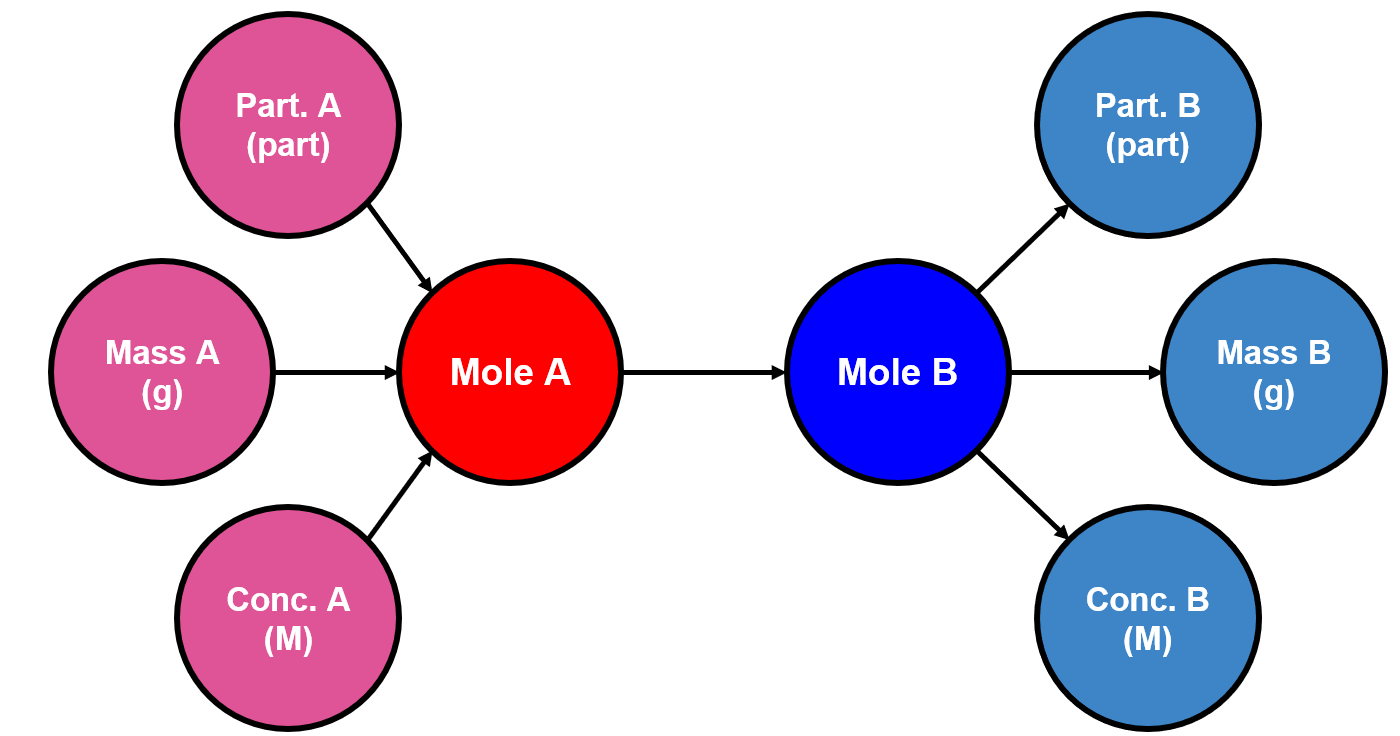 Part. A
(part)
Part. B
(part)
Mass A
(g)
Mole A
Mole B
Mass B
(g)
Conc. A
(M)
Conc. B
(M)